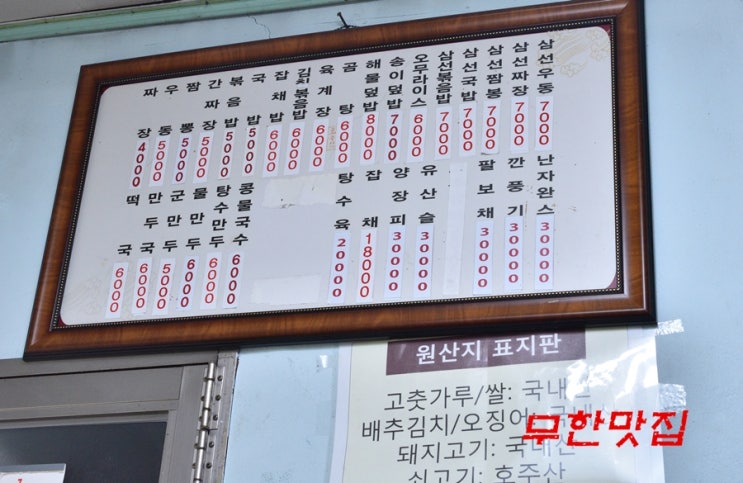 짜장 4000
우동 5000
짬뽕
간짜장
볶음밥
국밥
잡채밥 6000
김치볶음밥 6000
육계장 6000
곰탕 6000
해물덮밥 8000
송이덮밥 7000
오무라이스 6000
삼선볶음밥 7000
삼선국밥 7000
삼선짬봉 7000
삼선짜장 7000
삼선우동 7000
떡국 6000
만두국 6000
군만두 5000
물만두 6000
탕수만두 6000
콩물국수 6000
탕수육 20000
잡채 18000
양장피 30000
유산슬 30000
팔보채 30000
깐풍기 30000
난자완스 30000
원산지 표지판
고춧가루/쌀: 국내산
배추김치/오징어: 국내산
돼지고기: 국내산
쇠고기: 호주산
무한맛집